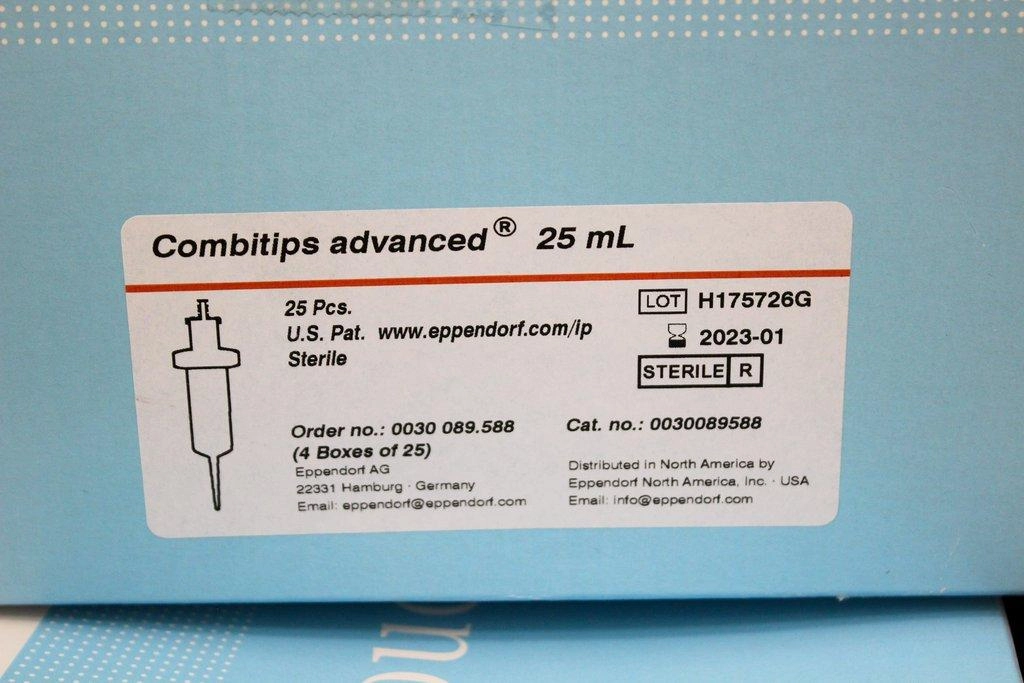 Combitips advanced® 25 mL
25 Pcs.
U.S. Pat. www.eppendorf.com/ip
Sterile
LOT H175726G
2023-01
STERILE R
Order no.: 0030 089.588
(4 Boxes of 25)
Eppendorf AG
22331 Hamburg · Germany
Email: eppendorf@eppendorf.com
Cat. no.: 0030089588
Distributed in North America by
Eppendorf North America, Inc. · USA
Email: info@eppendorf.com